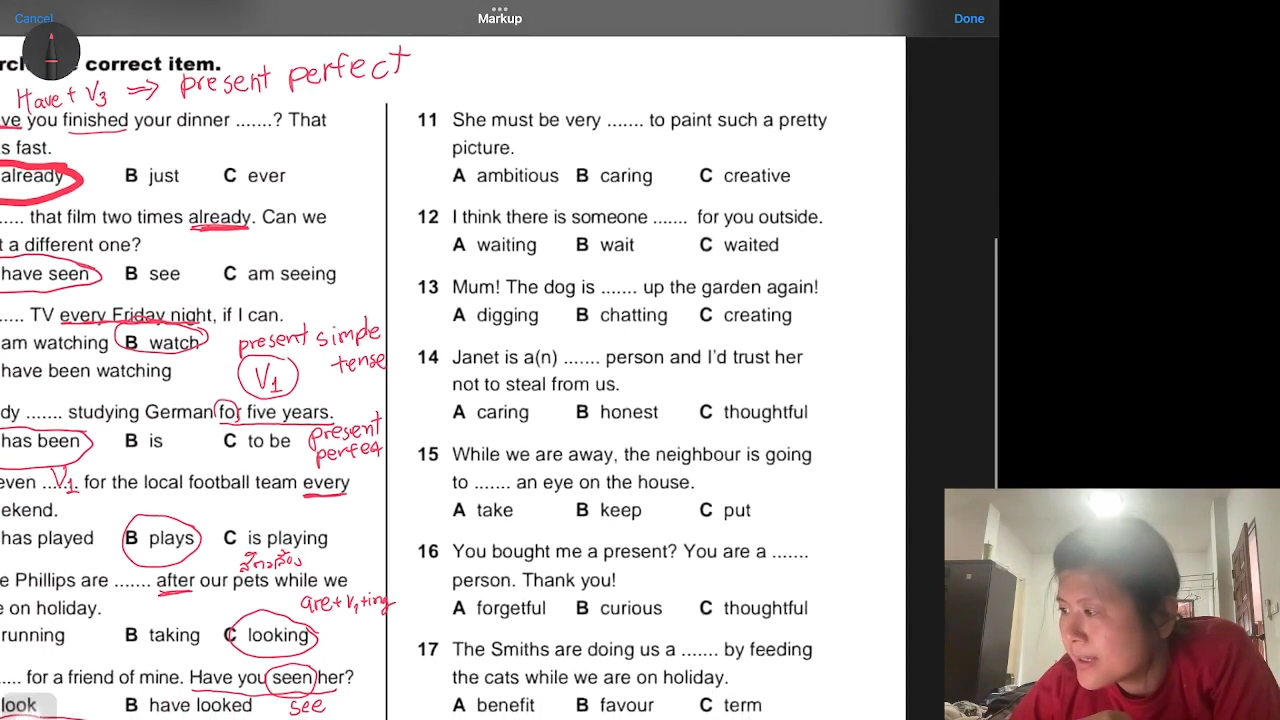 Cancel
Markup
Done
correct item.
Have + V3 ⇒ present perfect
ve you finished your dinner .......? That
s fast.
already B just C ever
..... that film two times already. Can we
t a different one?
have seen B see C am seeing
..... TV every Friday night, if I can.
am watching B watch
have been watching
present simple
tense
V1
dy ....... studying German for five years.
has been B is C to be
present
perfect
even ....... for the local football team every
V1
ekend.
has played B plays C is playing
e Phillips are ....... after our pets while we
e on holiday.
are + V1 + ing
running B taking C looking
.... for a friend of mine. Have you seen her?
look B have looked
see
11 She must be very ....... to paint such a pretty
picture.
A ambitious B caring C creative
12 I think there is someone ....... for you outside.
A waiting B wait C waited
13 Mum! The dog is ....... up the garden again!
A digging B chatting C creating
14 Janet is a(n) ....... person and I'd trust her
not to steal from us.
A caring B honest C thoughtful
15 While we are away, the neighbour is going
to ....... an eye on the house.
A take B keep C put
16 You bought me a present? You are a .......
person. Thank you!
A forgetful B curious C thoughtful
17 The Smiths are doing us a ....... by feeding
the cats while we are on holiday.
A benefit B favour C term